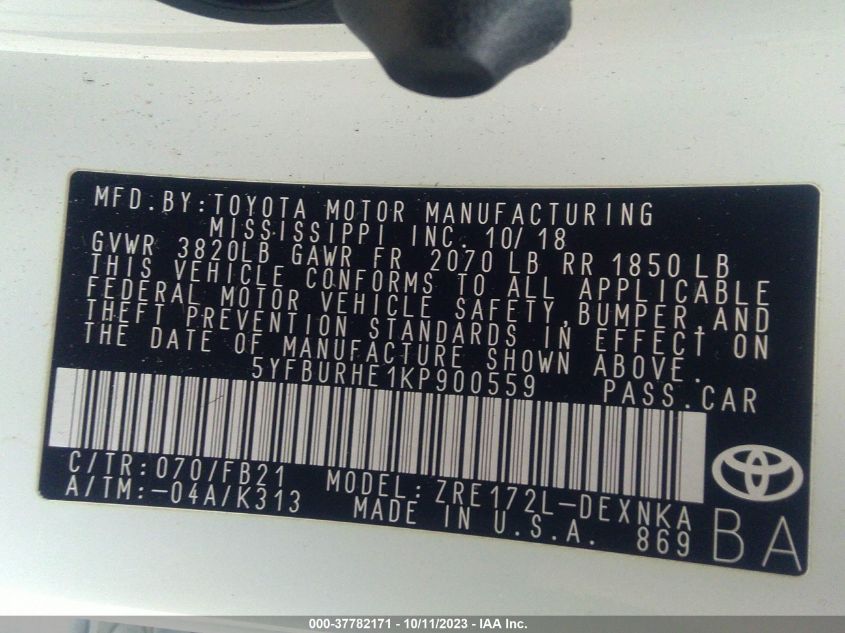 MFD.BY:TOYOTA MOTOR MANUFACTURING
MISSISSIPPI INC. 10/18
GVWR 3820LB GAWR FR 2070 LB RR 1850 LB
THIS VEHICLE CONFORMS TO ALL APPLICABLE
FEDERAL MOTOR VEHICLE SAFETY, BUMPER, AND
THEFT PREVENTION STANDARDS IN EFFECT ON
THE DATE OF MANUFACTURE SHOWN ABOVE.
5YFBURHE1KP900559 PASS.CAR
C/TR:070/FB21 MODEL:ZRE172L-DEXNKA
A/TM:-04A/K313 MADE IN U.S.A. 869
BA
000-37782171 - 10/11/2023 - IAA Inc.